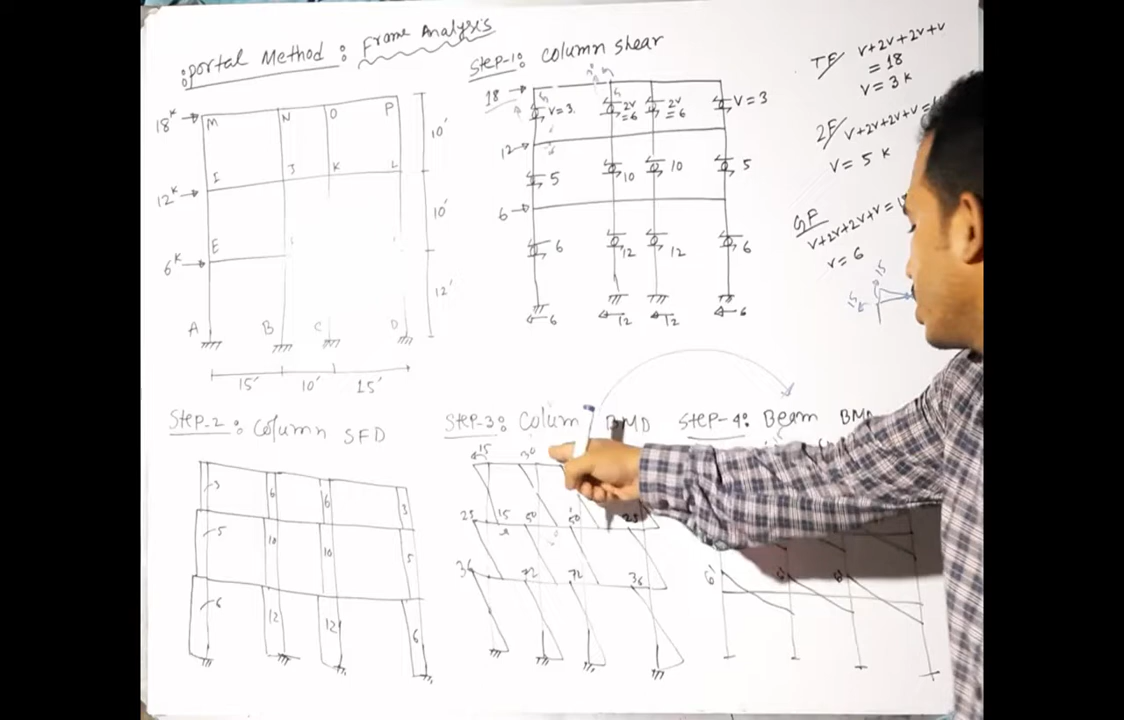 :portal Method : Frame Analysis
18ᴷ
M
N
O
P
10'
12ᴷ
I
J
K
L
10'
6ᴷ
E
12'
A
B
C
D
15'
10'
15'
Step-1: Column Shear
18
V=3.
2V
=6
2V
=6
V=3
12
5
10
10
5
6
6
12
12
6
6
12
12
6
TF/ V+2V+2V+V
= 18
V= 3 K
2F/ V+2V+2V+V =
V= 5 K
GF
V+2V+2V+V =
V= 6
Step-2: Column SFD
3
6
6
3
5
10
10
5
6
12
12
6
Step-3: Colum BMD
15
30
25
15
50
50
25
36
72
72
36
Step-4: Beam BMD
61